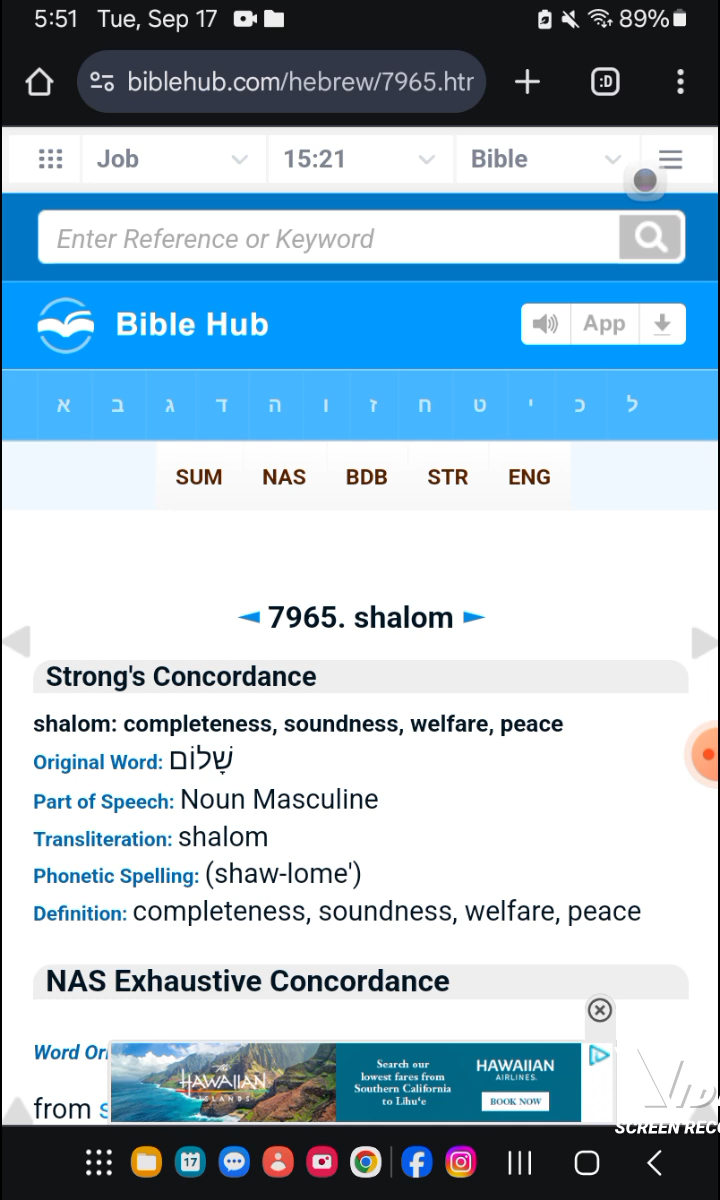 5:51 Tue, Sep 17 89%
biblehub.com/hebrew/7965.htr :D
Job 15:21 Bible
Enter Reference or Keyword
Bible Hub App
א ב ג ד ה ו ז ח ט י כ ל
SUM NAS BDB STR ENG
7965. shalom
Strong's Concordance
shalom: completeness, soundness, welfare, peace
Original Word: שָׁלוֹם
Part of Speech: Noun Masculine
Transliteration: shalom
Phonetic Spelling: (shaw-lome')
Definition: completeness, soundness, welfare, peace
NAS Exhaustive Concordance
Word Ori
from s
The
HAWAIIAN
ISLANDS
Search our
lowest fares from
Southern California
to Lihu‘e
HAWAIIAN
AIRLINES.
BOOK NOW
VID
SCREEN REC
17